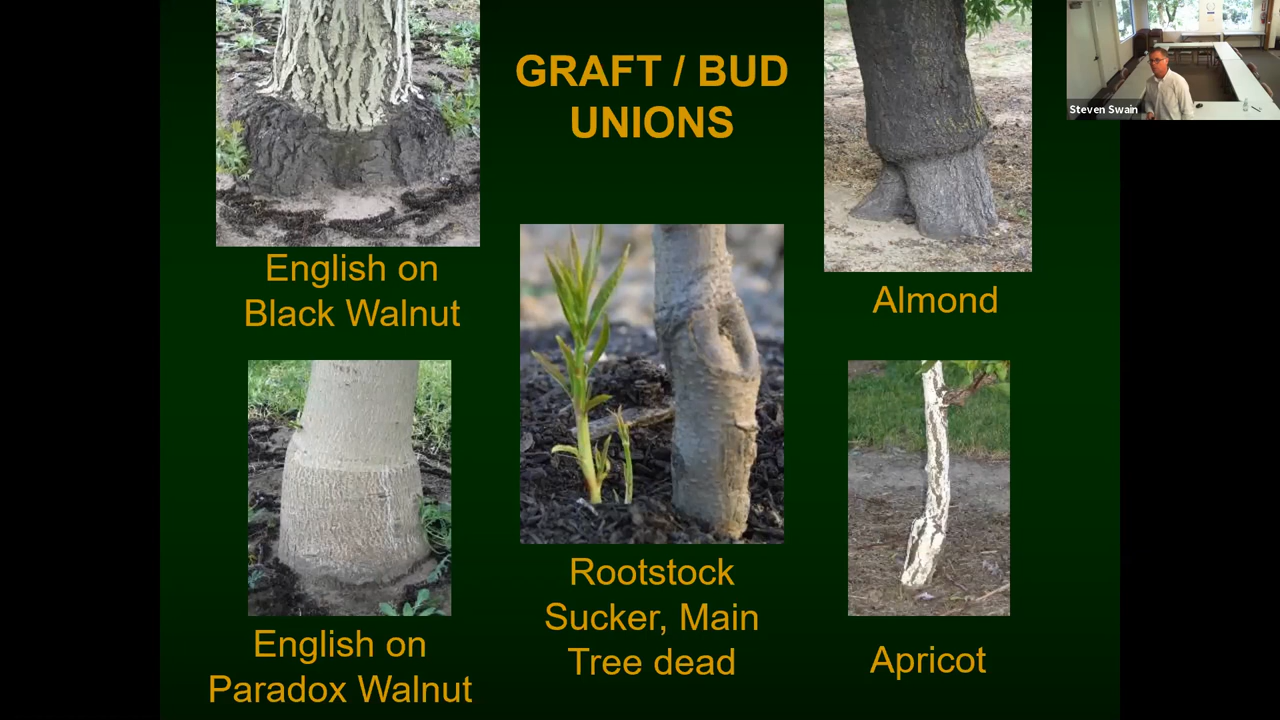 GRAFT / BUD
UNIONS
Steven Swain
English on
Black Walnut
Almond
Rootstock
Sucker, Main
Tree dead
English on
Paradox Walnut
Apricot